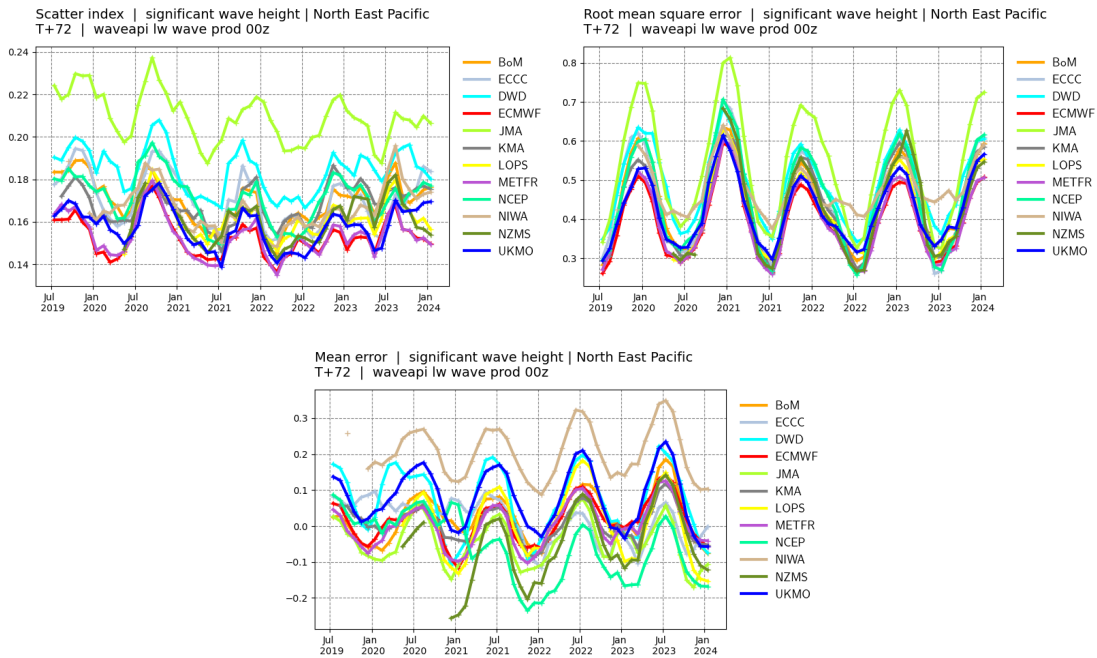 Scatter index | significant wave height | North East Pacific
T+72 | waveapi lw wave prod 00z
0.24
0.22
0.20
0.18
0.16
0.14
Jul 2019
Jan 2020
Jul 2020
Jan 2021
Jul 2021
Jan 2022
Jul 2022
Jan 2023
Jul 2023
Jan 2024
BoM
ECCC
DWD
ECMWF
JMA
KMA
LOPS
METFR
NCEP
NIWA
NZMS
UKMO
Root mean square error | significant wave height | North East Pacific
T+72 | waveapi lw wave prod 00z
0.8
0.7
0.6
0.5
0.4
0.3
Jul 2019
Jan 2020
Jul 2020
Jan 2021
Jul 2021
Jan 2022
Jul 2022
Jan 2023
Jul 2023
Jan 2024
BoM
ECCC
DWD
ECMWF
JMA
KMA
LOPS
METFR
NCEP
NIWA
NZMS
UKMO
Mean error | significant wave height | North East Pacific
T+72 | waveapi lw wave prod 00z
0.3
0.2
0.1
0.0
−0.1
−0.2
Jul 2019
Jan 2020
Jul 2020
Jan 2021
Jul 2021
Jan 2022
Jul 2022
Jan 2023
Jul 2023
Jan 2024
BoM
ECCC
DWD
ECMWF
JMA
KMA
LOPS
METFR
NCEP
NIWA
NZMS
UKMO